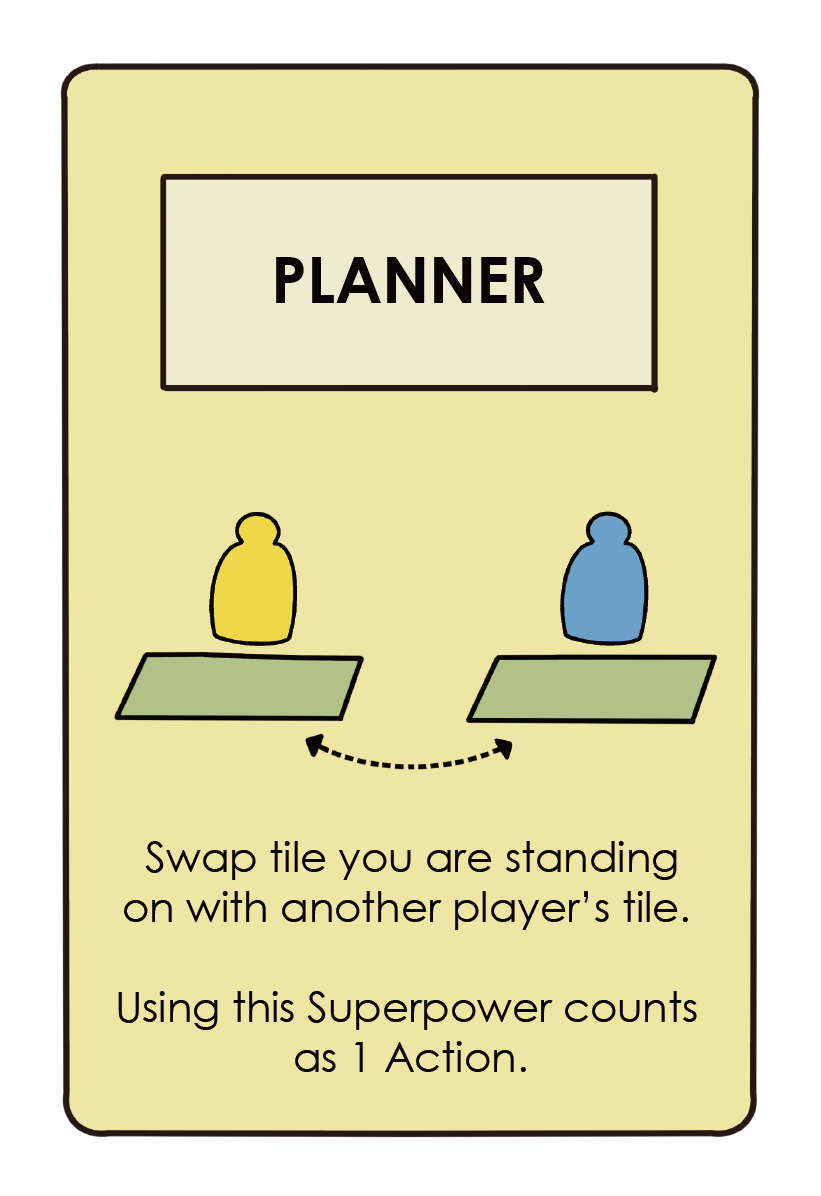 PLANNER
Swap tile you are standing
on with another player’s tile.
Using this Superpower counts
as 1 Action.